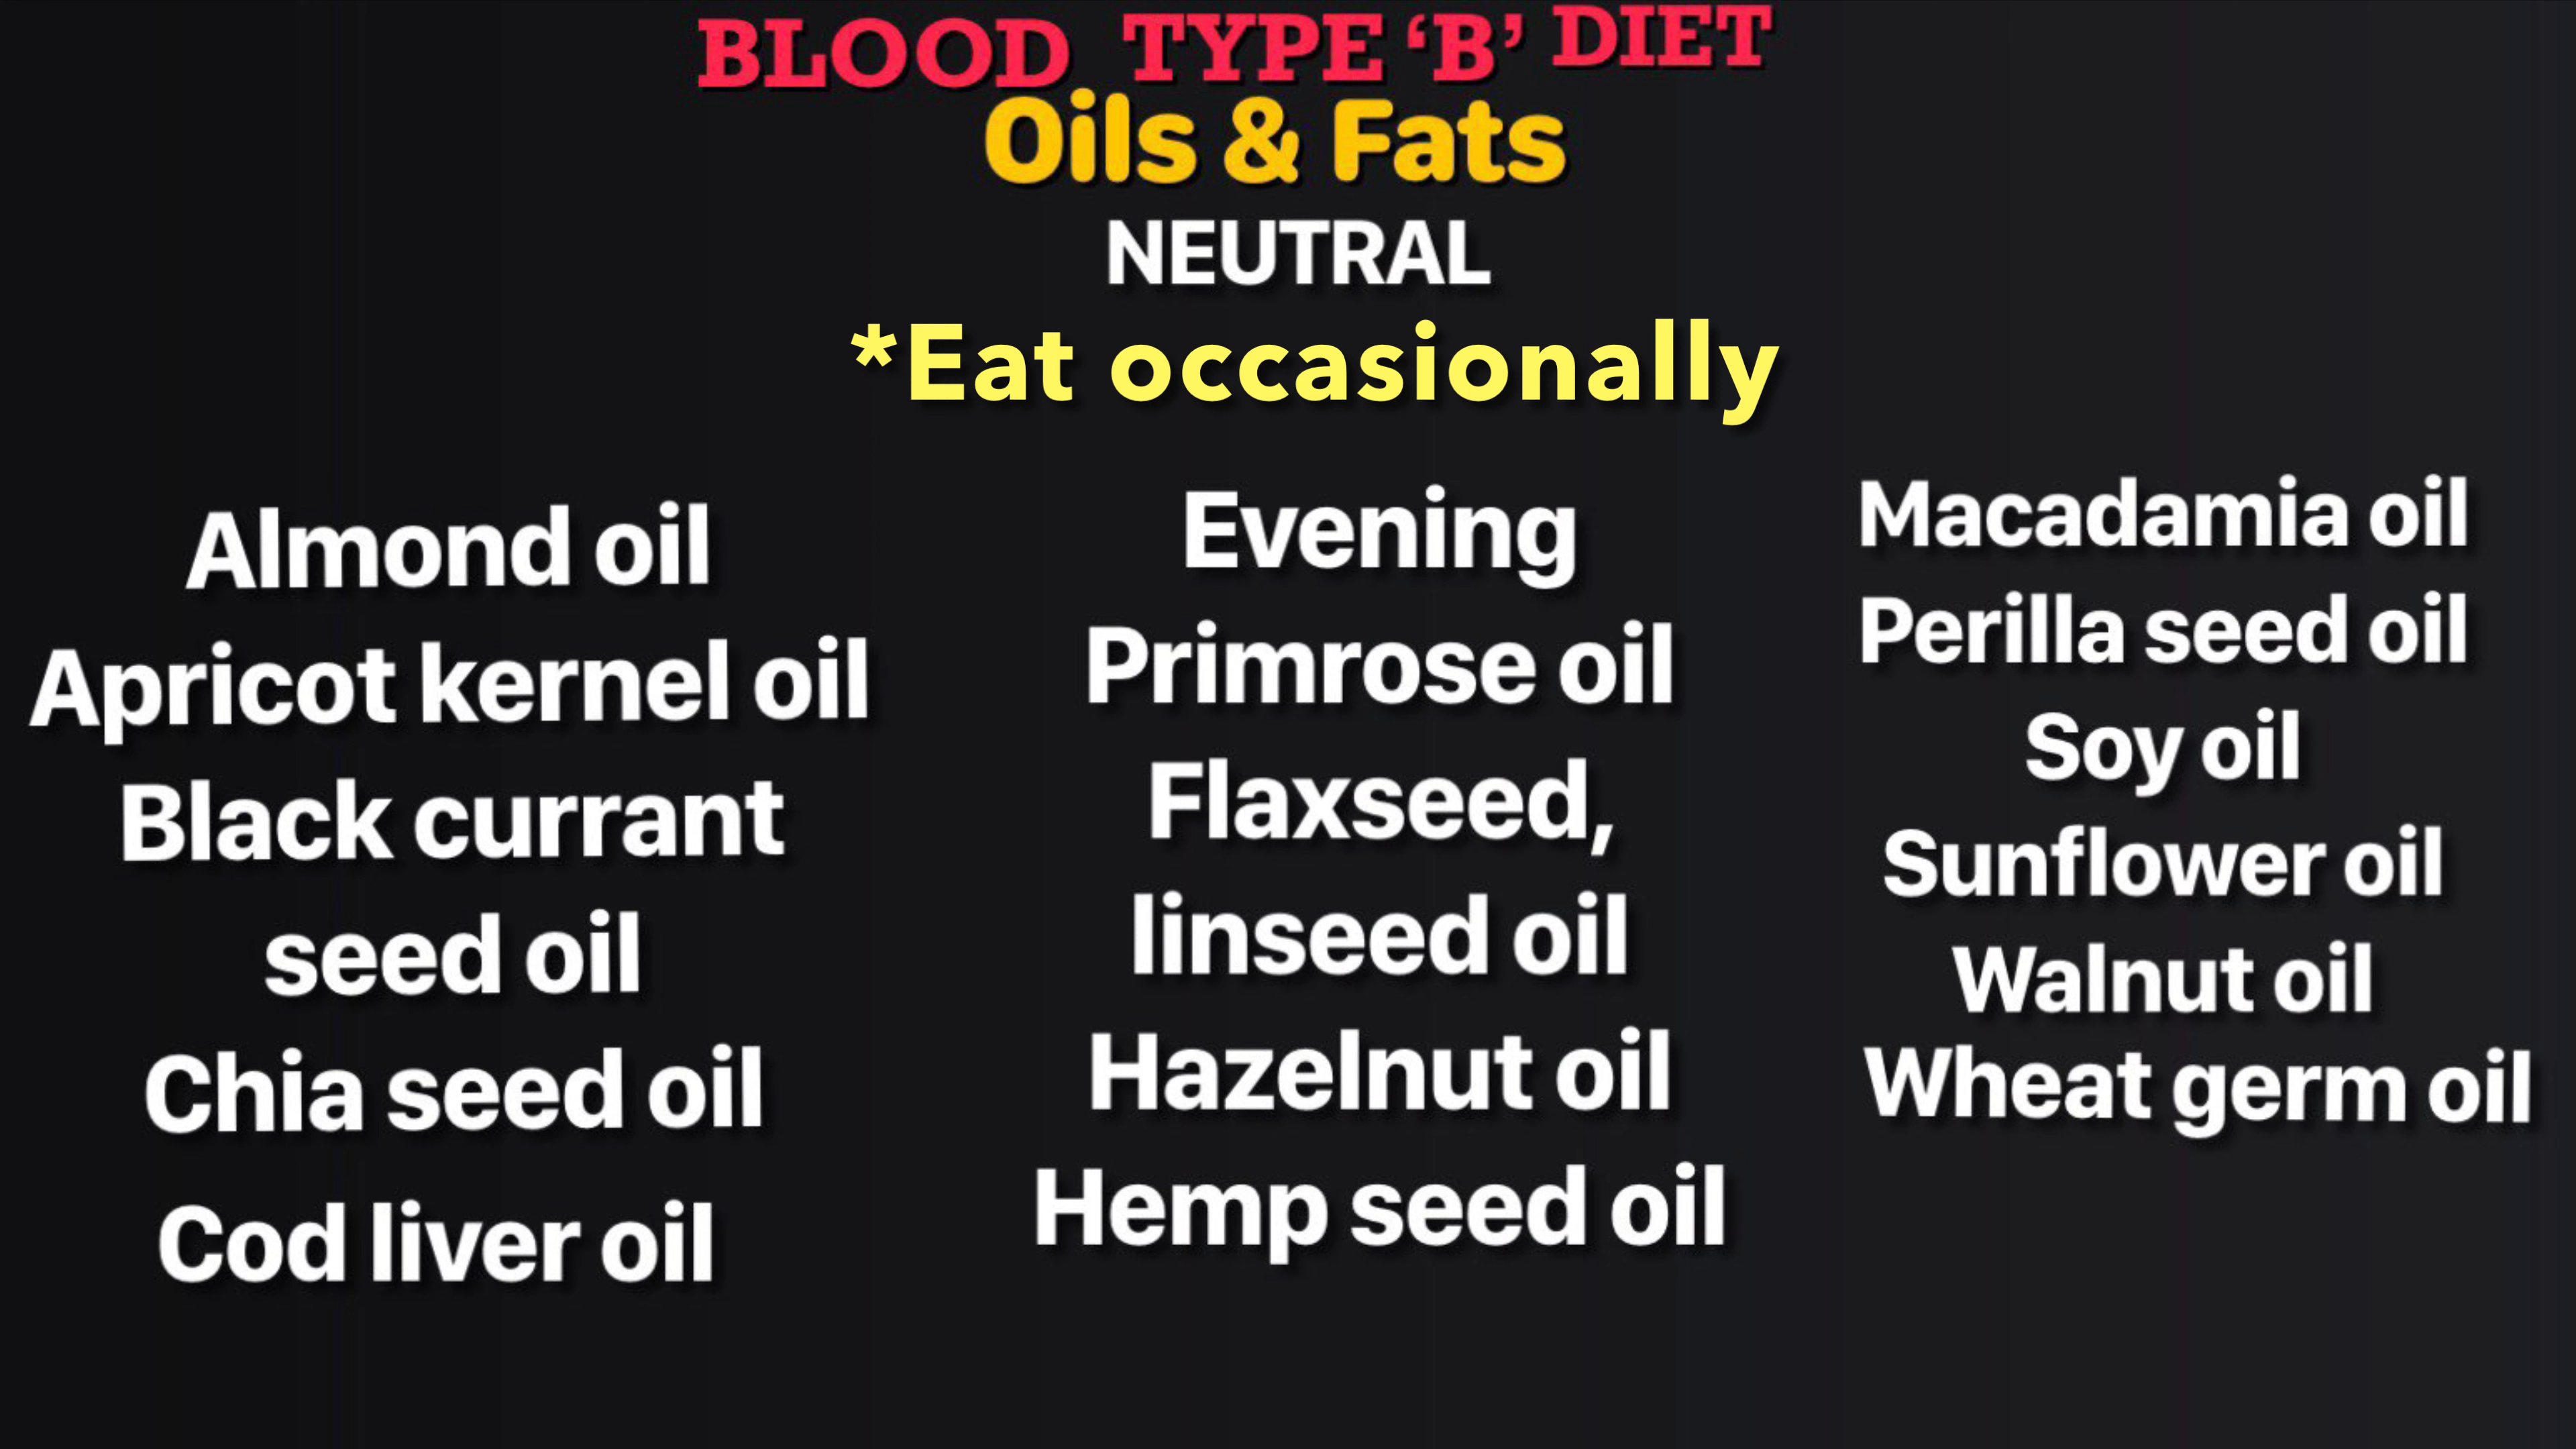 BLOOD TYPE ‘B’ DIET
Oils & Fats
NEUTRAL
*Eat occasionally
Almond oil
Apricot kernel oil
Black currant
seed oil
Chia seed oil
Cod liver oil
Evening
Primrose oil
Flaxseed,
linseed oil
Hazelnut oil
Hemp seed oil
Macadamia oil
Perilla seed oil
Soy oil
Sunflower oil
Walnut oil
Wheat germ oil